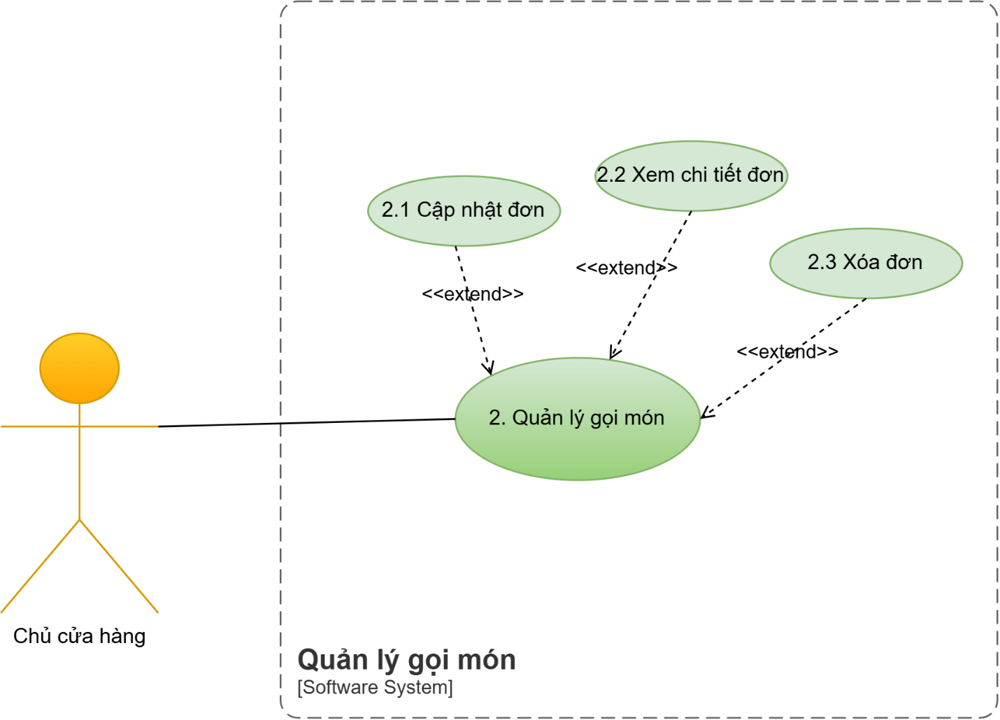 2.2 Xem chi tiết đơn
2.1 Cập nhật đơn
2.3 Xóa đơn
<<extend>>
<<extend>>
<<extend>>
2. Quản lý gọi món
Chủ cửa hàng
Quản lý gọi món
[Software System]